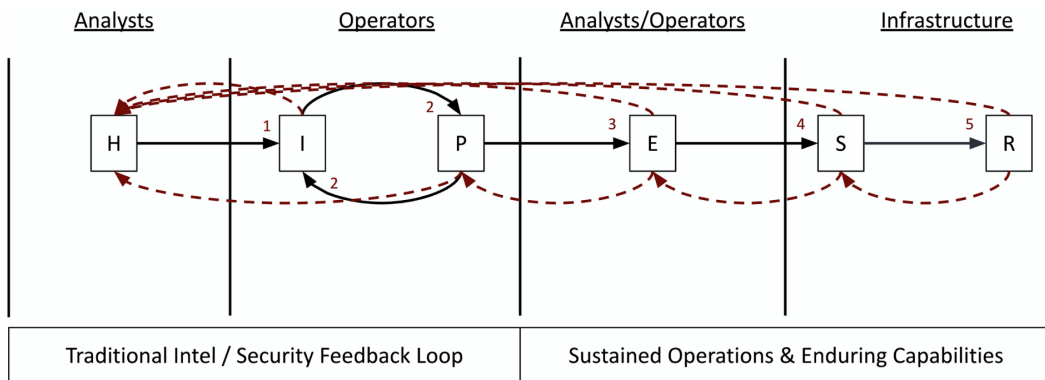 Analysts
Operators
Analysts/Operators
Infrastructure
H
1
I
2
2
P
3
E
4
S
5
R
Traditional Intel / Security Feedback Loop
Sustained Operations & Enduring Capabilities